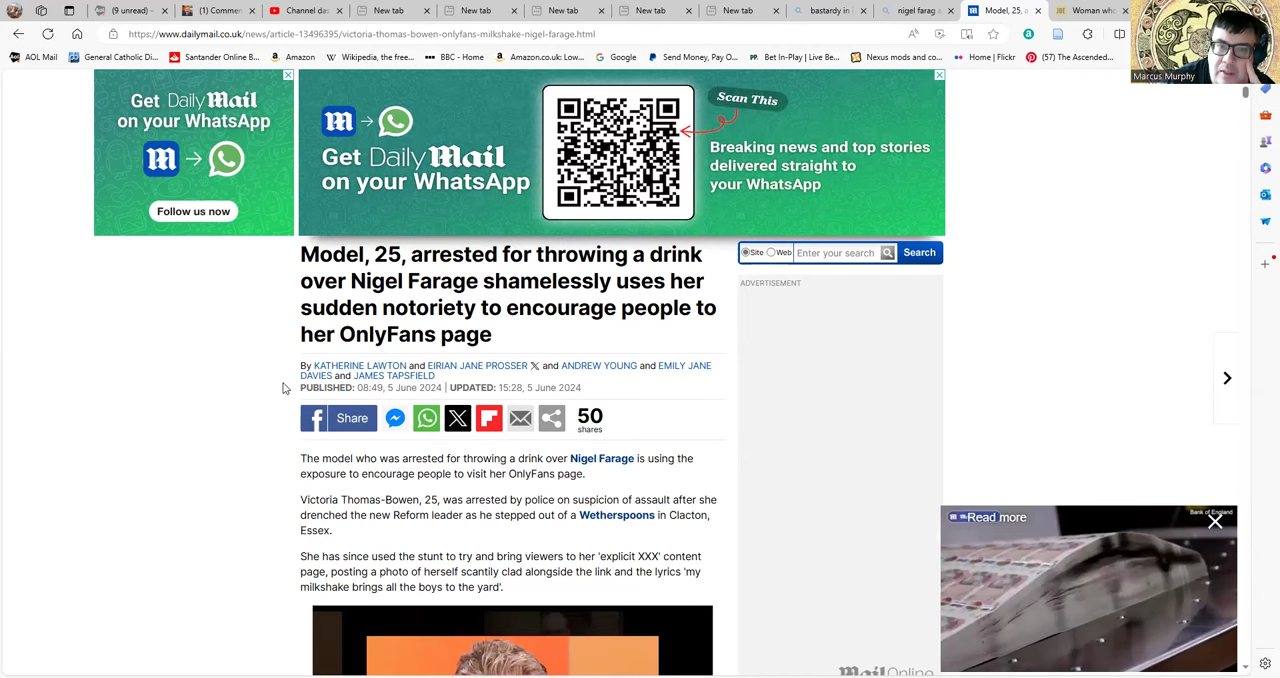 (9 unread) -
(1) Commen
Channel das
New tab
New tab
New tab
New tab
New tab
bastardy in
nigel farag
Model, 25, a
Woman who
https://www.dailymail.co.uk/news/article-13496395/victoria-thomas-bowen-onlyfans-milkshake-nigel-farage.html
AOL Mail
General Catholic Di...
Santander Online B...
Amazon
Wikipedia, the free...
BBC - Home
Amazon.co.uk: Low...
Google
Send Money, Pay O...
Bet In-Play | Live Be...
Nexus mods and co...
Home | Flickr
(57) The Ascended...
Marcus Murphy
Get Daily Mail
on your WhatsApp
Follow us now
Get Daily Mail
on your WhatsApp
Scan This
Breaking news and top stories
delivered straight to
your WhatsApp
Model, 25, arrested for throwing a drink
over Nigel Farage shamelessly uses her
sudden notoriety to encourage people to
her OnlyFans page
Site Web Enter your search Search
ADVERTISEMENT
By KATHERINE LAWTON and EIRIAN JANE PROSSER and ANDREW YOUNG and EMILY JANE
DAVIES and JAMES TAPSFIELD
PUBLISHED: 08:49, 5 June 2024 | UPDATED: 15:28, 5 June 2024
Share
50
shares
The model who was arrested for throwing a drink over Nigel Farage is using the
exposure to encourage people to visit her OnlyFans page.
Victoria Thomas-Bowen, 25, was arrested by police on suspicion of assault after she
drenched the new Reform leader as he stepped out of a Wetherspoons in Clacton,
Essex.
She has since used the stunt to try and bring viewers to her 'explicit XXX' content
page, posting a photo of herself scantily clad alongside the link and the lyrics 'my
milkshake brings all the boys to the yard'.
Read more
Bank of England
Mail Online